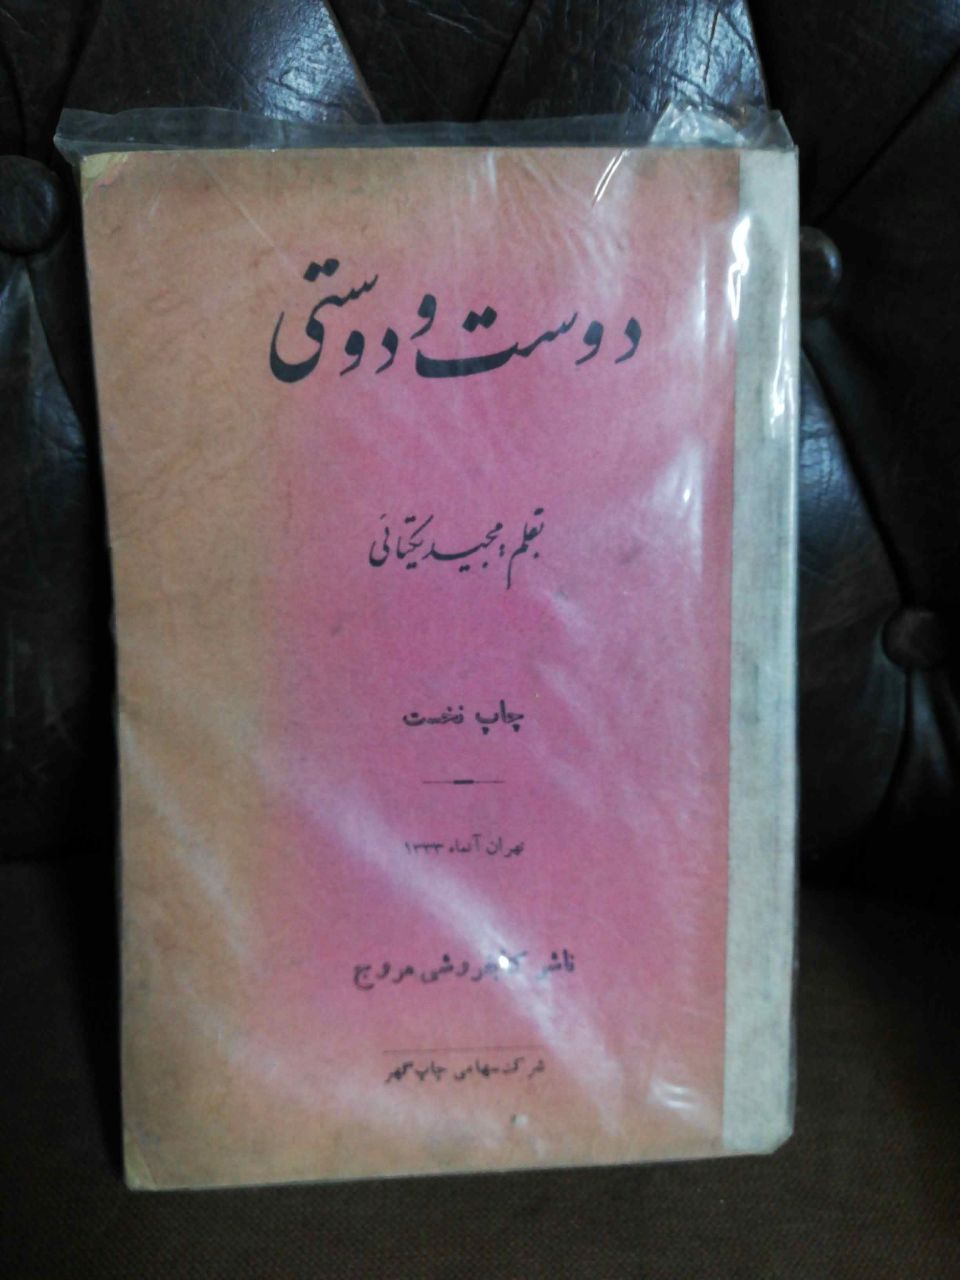 دوست و دوستی
بقلم: مجید یکتائی
چاپ نخست
تهران آذرماه ۱۳۳۳
ناشر کتابفروشی مروج
شرکت سهامی چاپ گهر